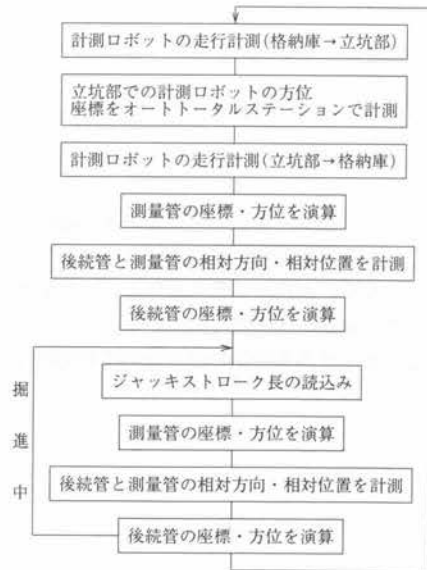 計測ロボットの走行計測(格納庫→立坑部)
立坑部での計測ロボットの方位
座標をオートトータルステーションで計測
計測ロボットの走行計測(立坑部→格納庫)
測量管の座標・方位を演算
後続管と測量管の相対方向・相対位置を計測
後続管の座標・方位を演算
ジャッキストローク長の読込み
測量管の座標・方位を演算
後続管と測量管の相対方向・相対位置を計測
後続管の座標・方位を演算
掘進中